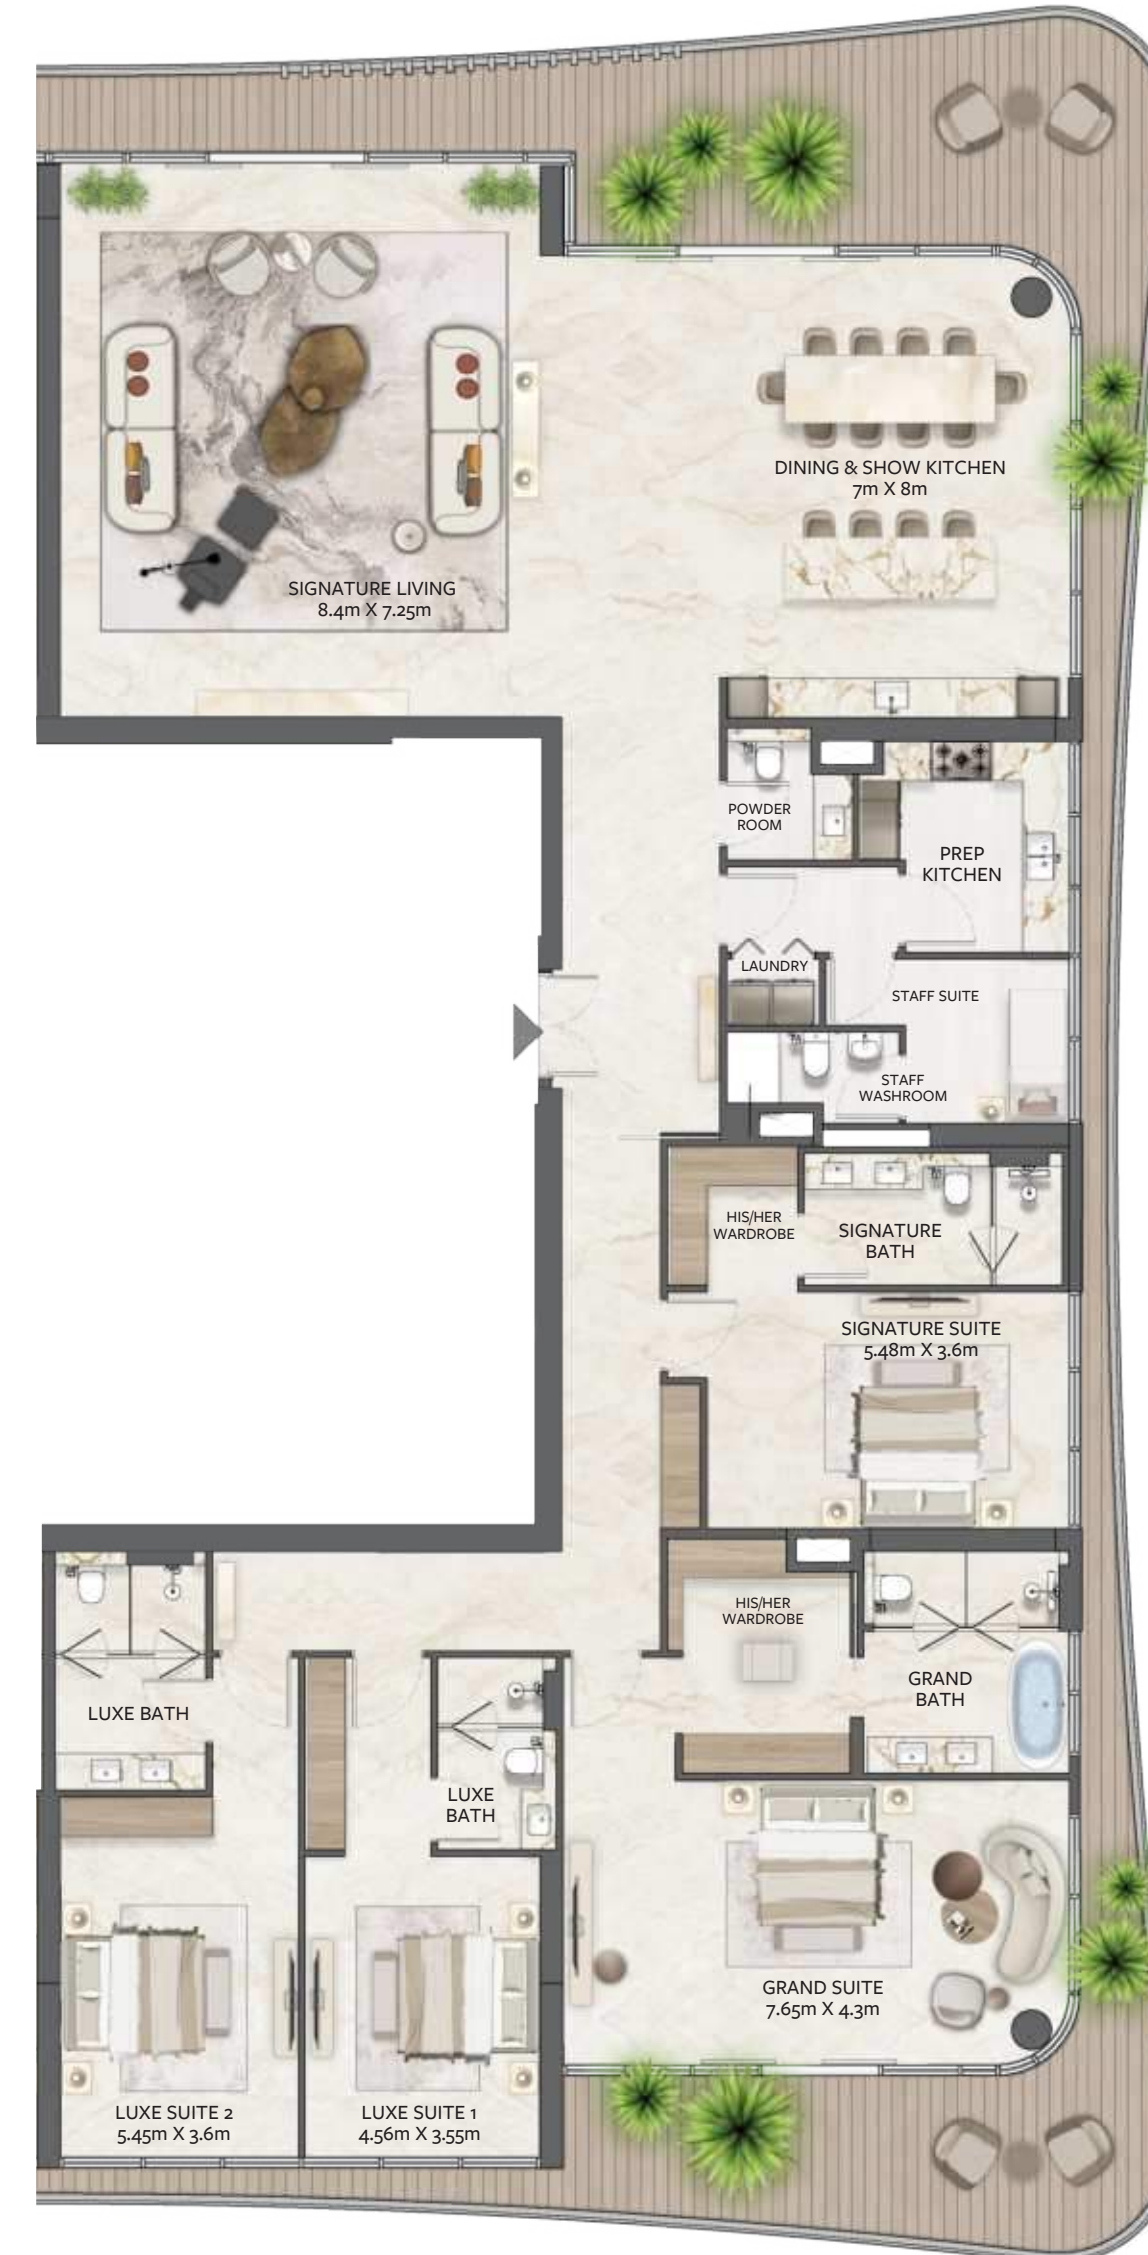 DINING & SHOW KITCHEN
7m X 8m
SIGNATURE LIVING
8.4m X 7.25m
POWDER
ROOM
PREP
KITCHEN
LAUNDRY
STAFF SUITE
STAFF
WASHROOM
HIS/HER
WARDROBE
SIGNATURE
BATH
SIGNATURE SUITE
5.48m X 3.6m
HIS/HER
WARDROBE
GRAND
BATH
LUXE BATH
LUXE
BATH
GRAND SUITE
7.65m X 4.3m
LUXE SUITE 2
5.45m X 3.6m
LUXE SUITE 1
4.56m X 3.55m